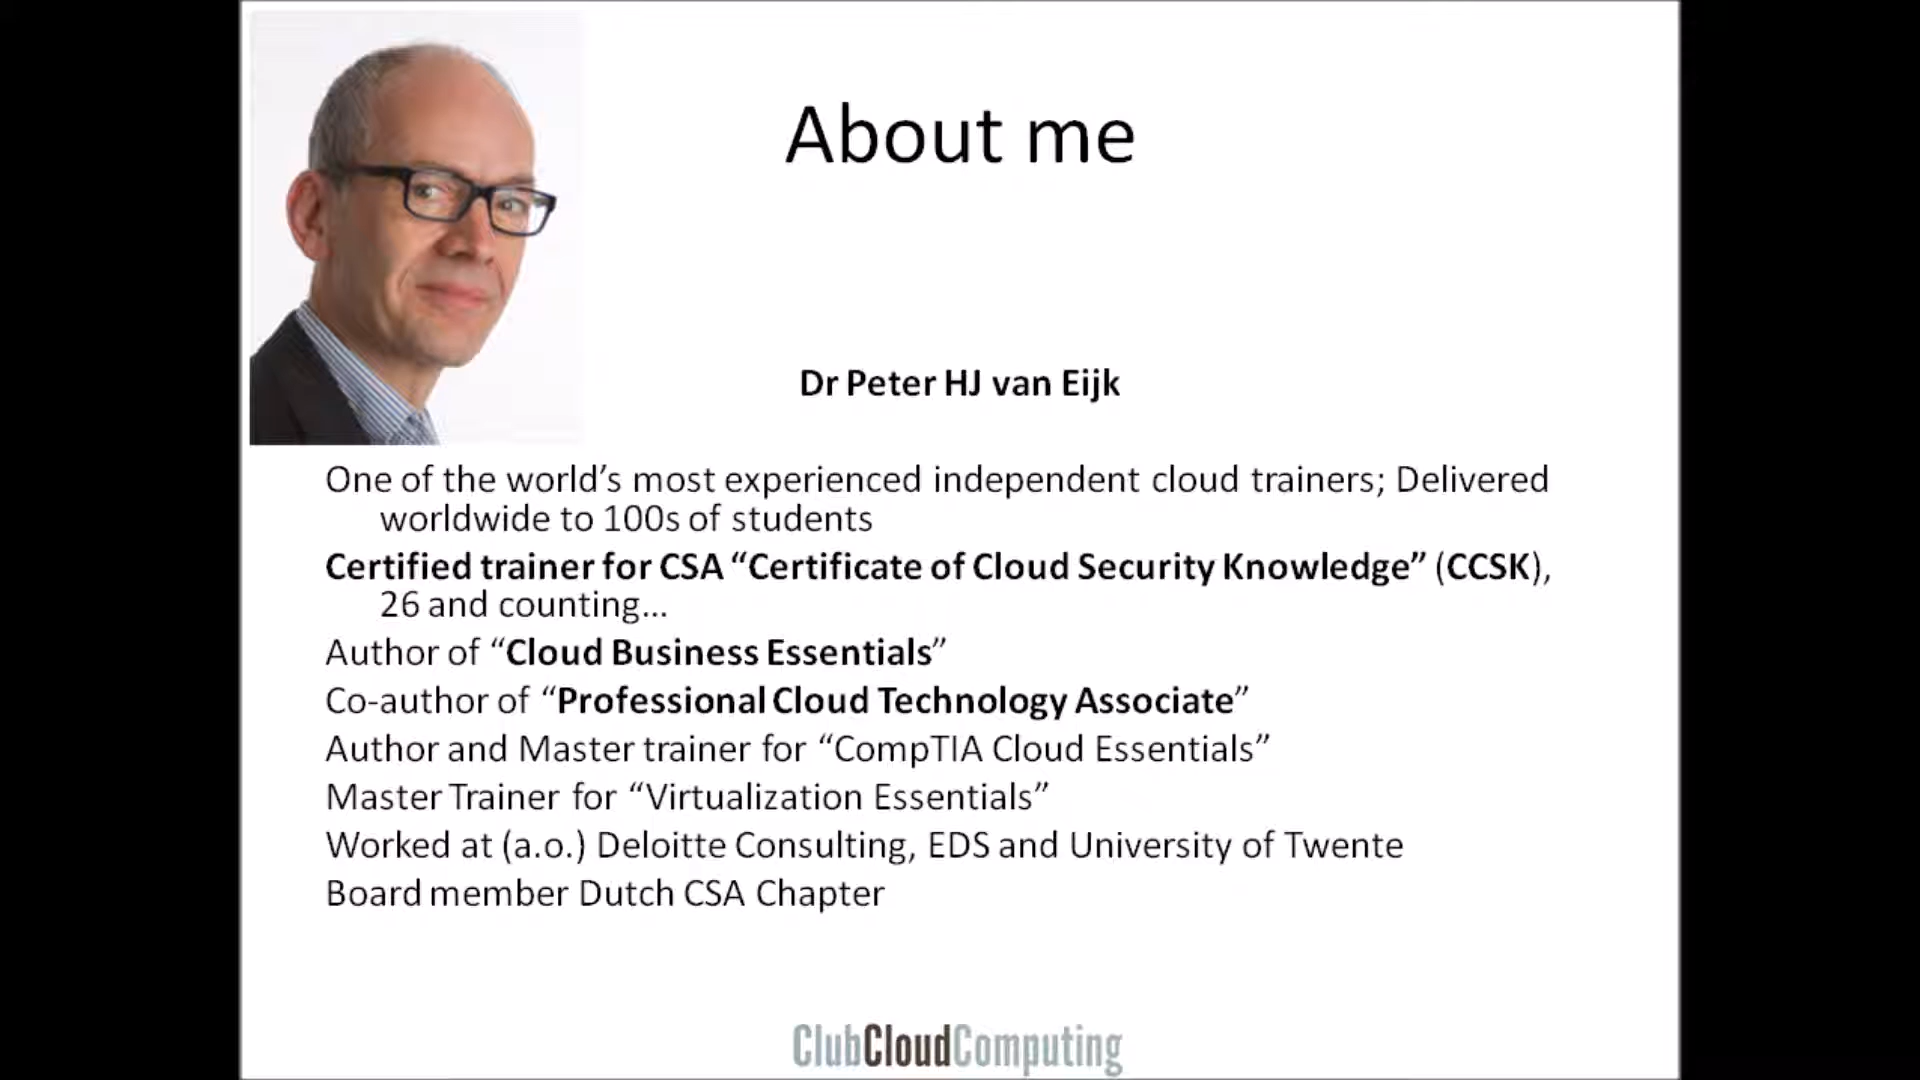 About me
Dr Peter HJ van Eijk
One of the world’s most experienced independent cloud trainers; Delivered
worldwide to 100s of students
Certified trainer for CSA “Certificate of Cloud Security Knowledge” (CCSK),
26 and counting…
Author of “Cloud Business Essentials”
Co-author of “Professional Cloud Technology Associate”
Author and Master trainer for “CompTIA Cloud Essentials”
Master Trainer for “Virtualization Essentials”
Worked at (a.o.) Deloitte Consulting, EDS and University of Twente
Board member Dutch CSA Chapter
ClubCloudComputing